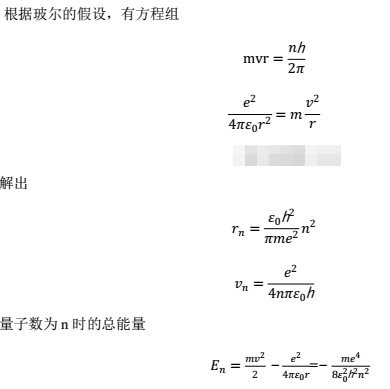 根据玻尔的假设，有方程组
mvr = nℏ/2π
e²/4πε₀r² = m v²/r
解出
rₙ = ε₀ℏ²/πme² n²
vₙ = e²/4nπε₀ℏ
量子数为 n 时的总能量
Eₙ = mv²/2 − e²/4πε₀r = − me⁴/8ε₀²ℏ²n²